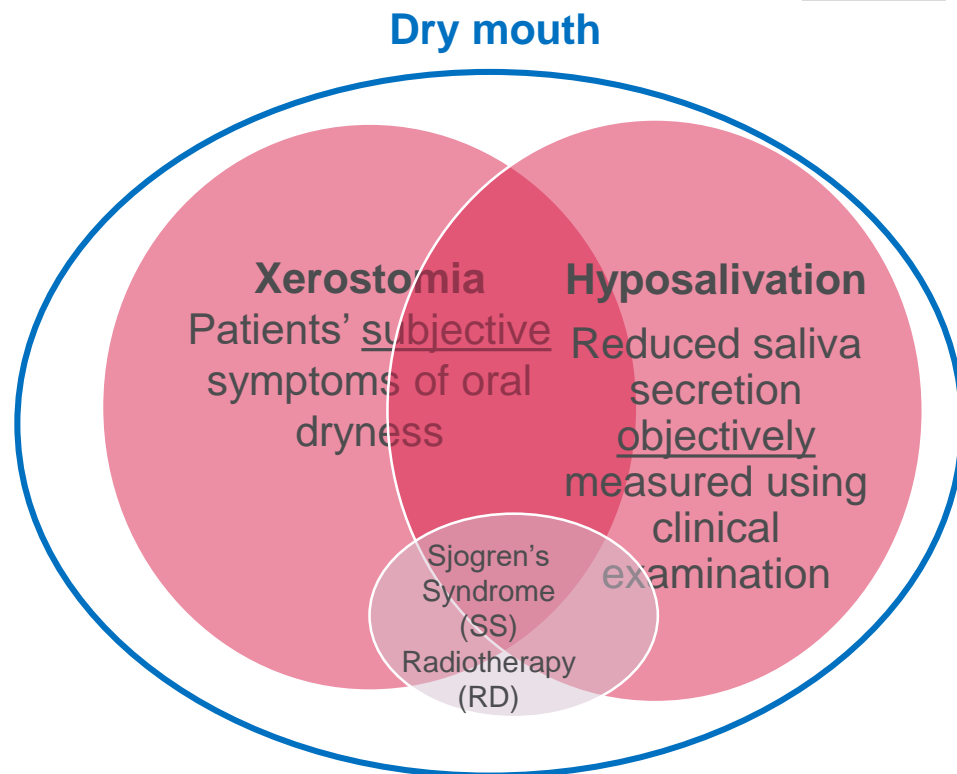 Dry mouth
Xerostomia
Patients’ subjective
symptoms of oral
dryness
Hyposalivation
Reduced saliva
secretion
objectively
measured using
clinical
examination
Sjogren’s
Syndrome
(SS)
Radiotherapy
(RD)